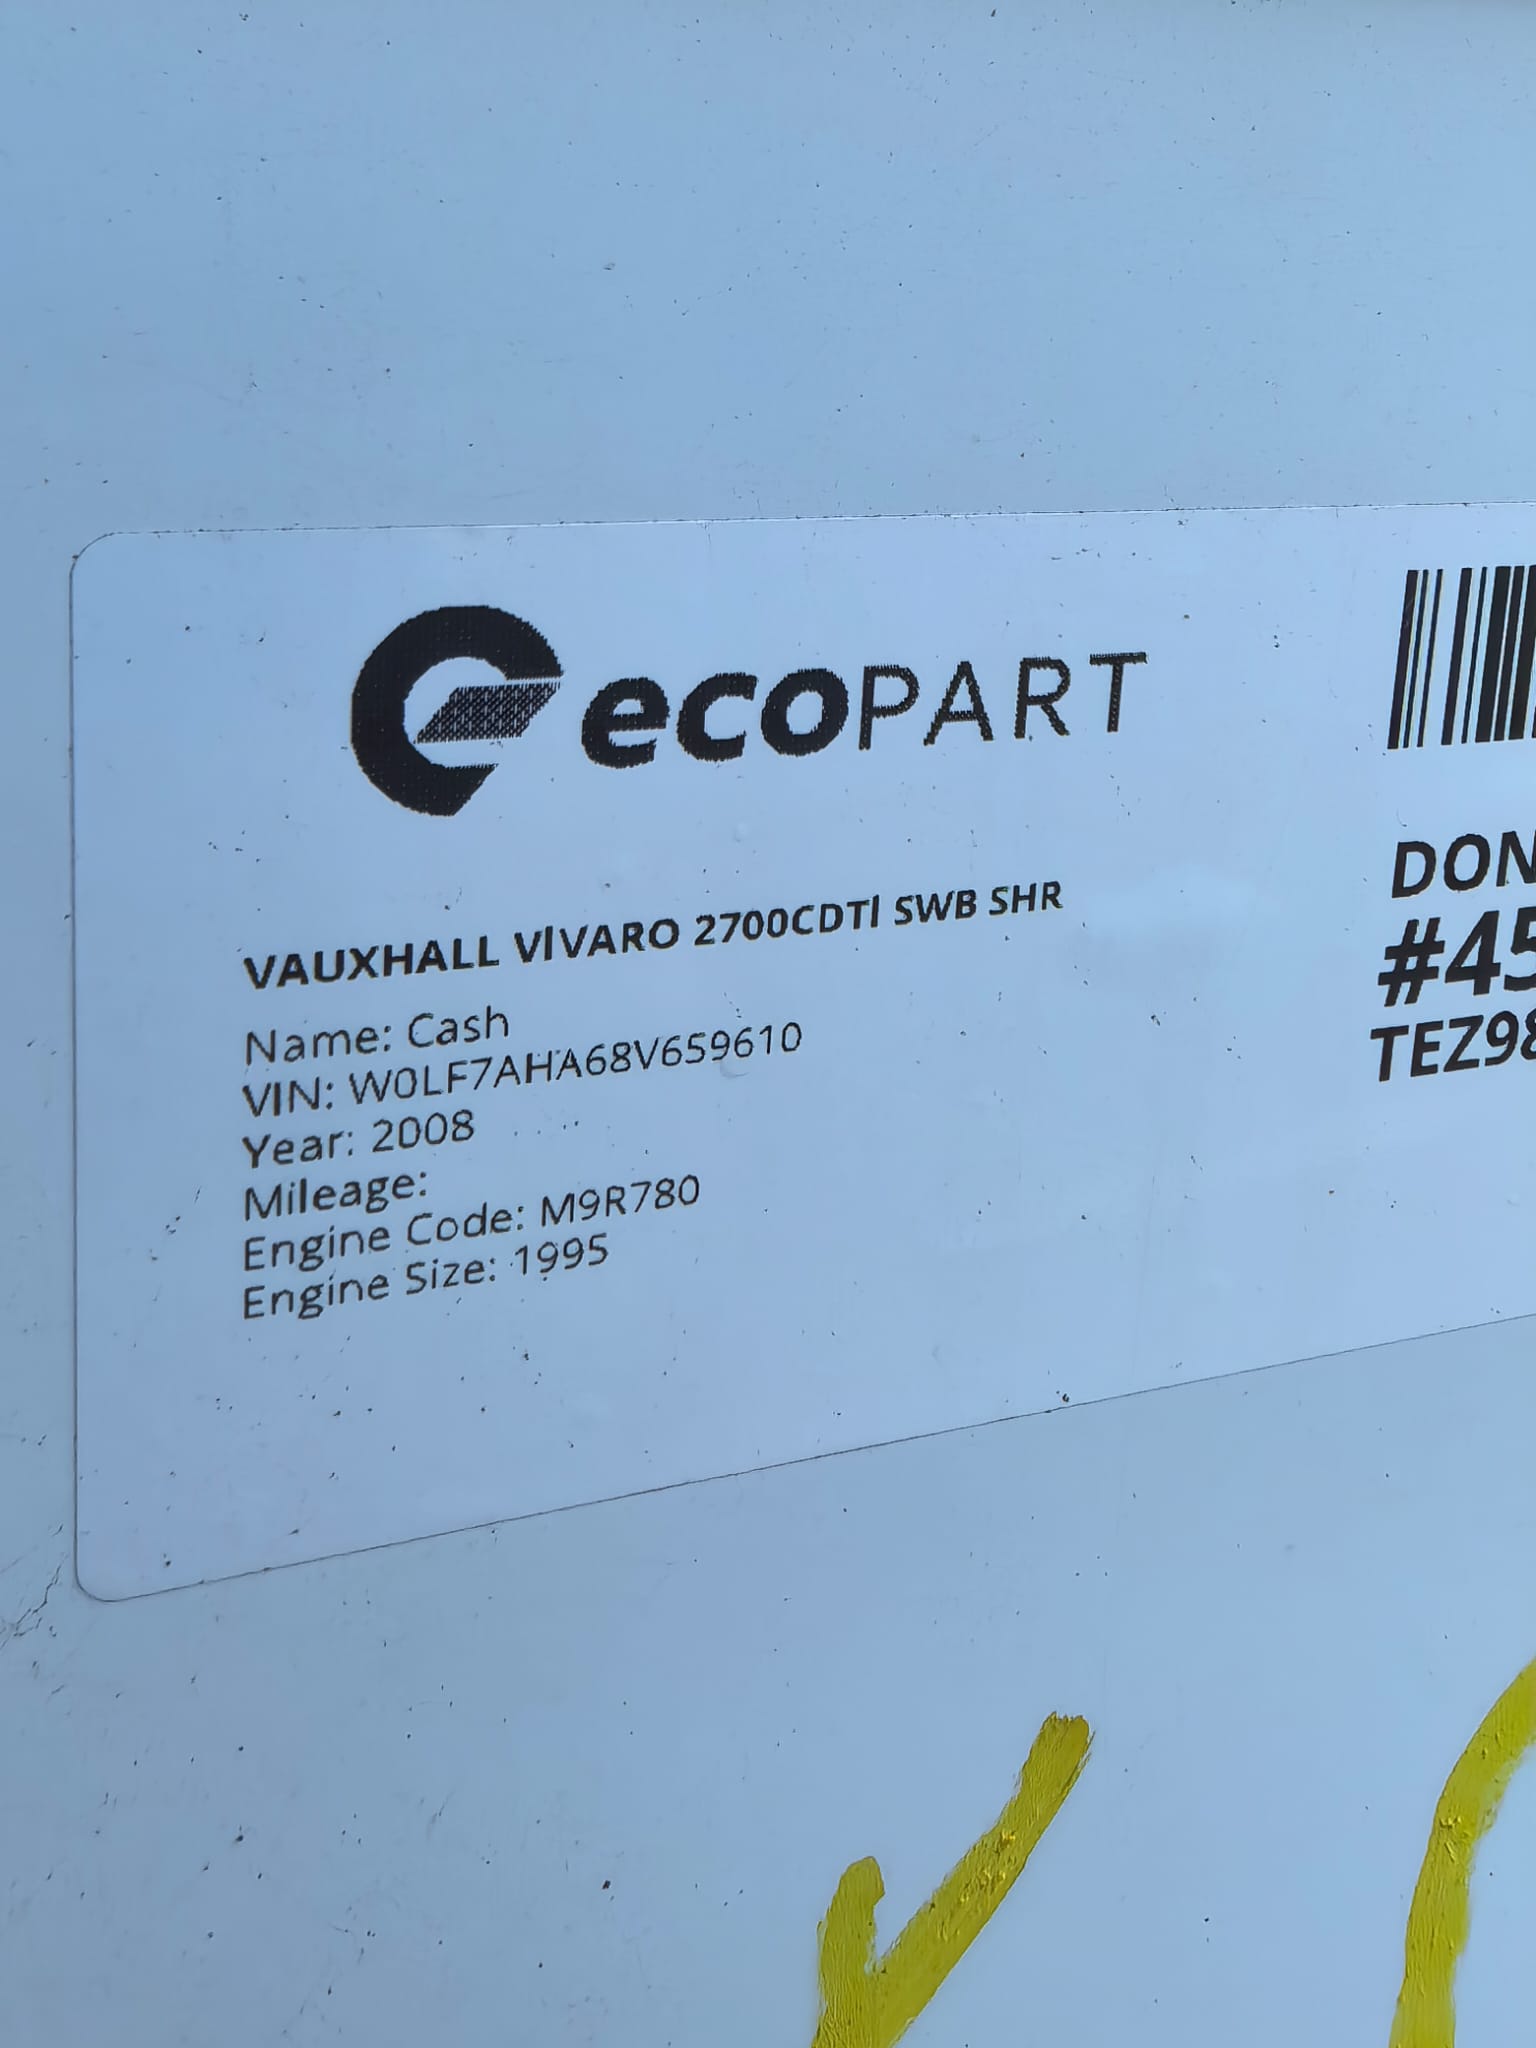 ecoPART
VAUXHALL VIVARO 2700CDTI SWB SHR
Name: Cash
VIN: W0LF7AHA68V659610
Year: 2008
Mileage:
Engine Code: M9R780
Engine Size: 1995
DON
#45
TEZ98